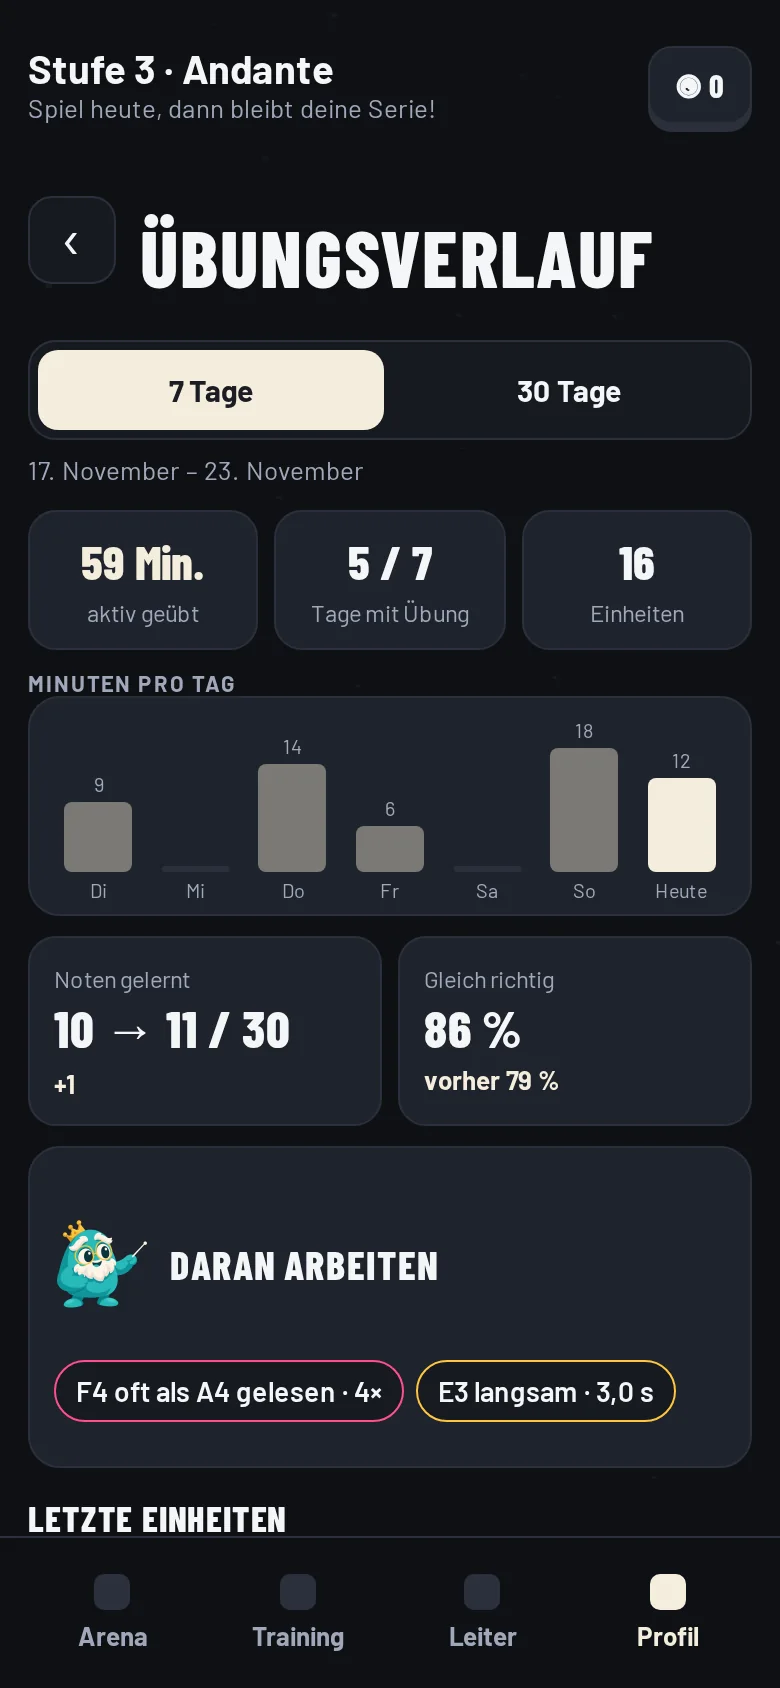 Stufe 3 · Andante
Spiel heute, dann bleibt deine Serie!
0
‹ ÜBUNGSVERLAUF
7 Tage
30 Tage
17. November – 23. November
59 Min.
aktiv geübt
5 / 7
Tage mit Übung
16
Einheiten
MINUTEN PRO TAG
9
14
6
18
12
Di
Mi
Do
Fr
Sa
So
Heute
Noten gelernt
10 → 11 / 30
+1
Gleich richtig
86 %
vorher 79 %
DARAN ARBEITEN
F4 oft als A4 gelesen · 4×
E3 langsam · 3,0 s
LETZTE EINHEITEN
Arena
Training
Leiter
Profil